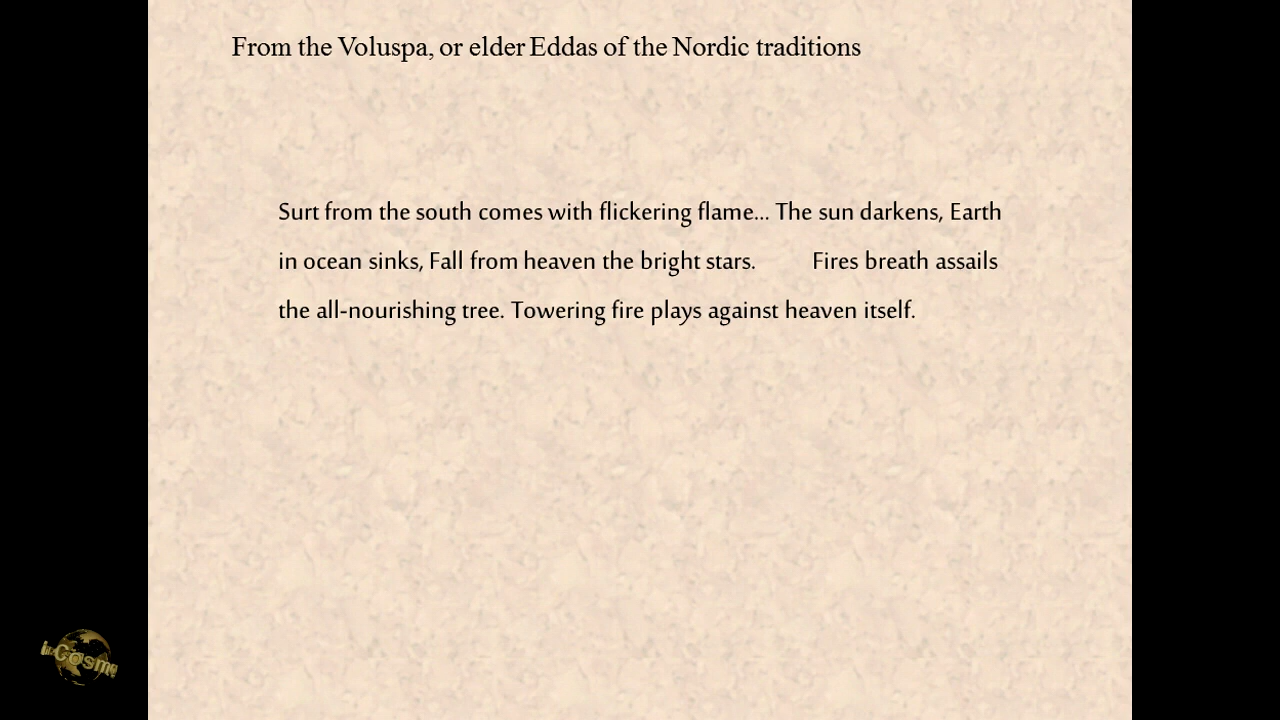 From the Voluspa, or elder Eddas of the Nordic traditions
Surt from the south comes with flickering flame... The sun darkens, Earth
in ocean sinks, Fall from heaven the bright stars. Fires breath assails
the all-nourishing tree. Towering fire plays against heaven itself.